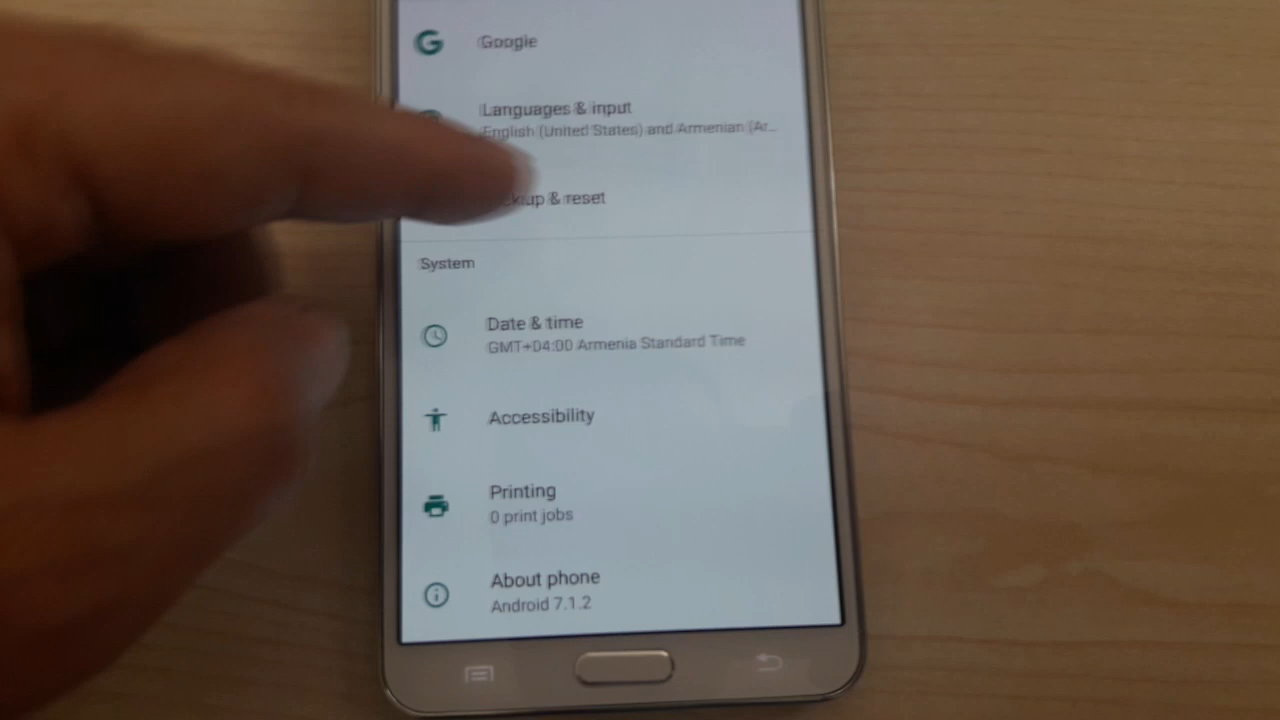 Google
Languages & input
English (United States) and Armenian (Ar...
& reset
System
Date & time
GMT+04:00 Armenia Standard Time
Accessibility
Printing
0 print jobs
About phone
Android 7.1.2